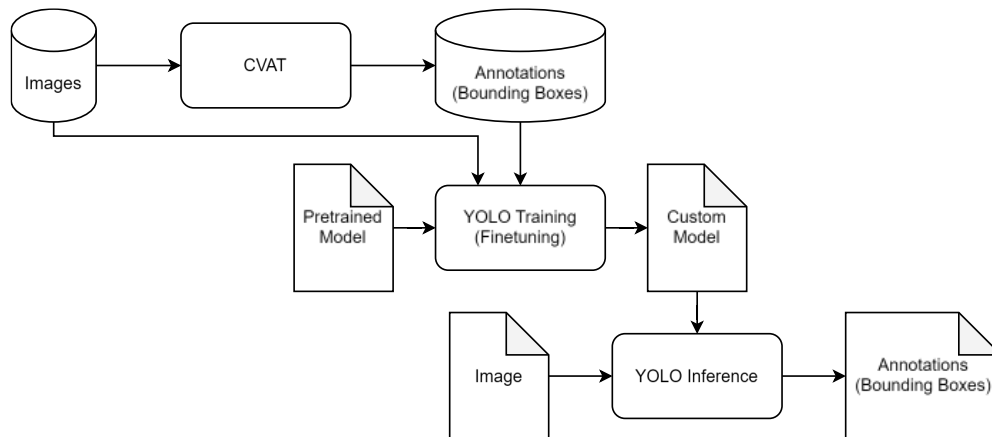 Images
CVAT
Annotations
(Bounding Boxes)
Pretrained
Model
YOLO Training
(Finetuning)
Custom
Model
Image
YOLO Inference
Annotations
(Bounding Boxes)